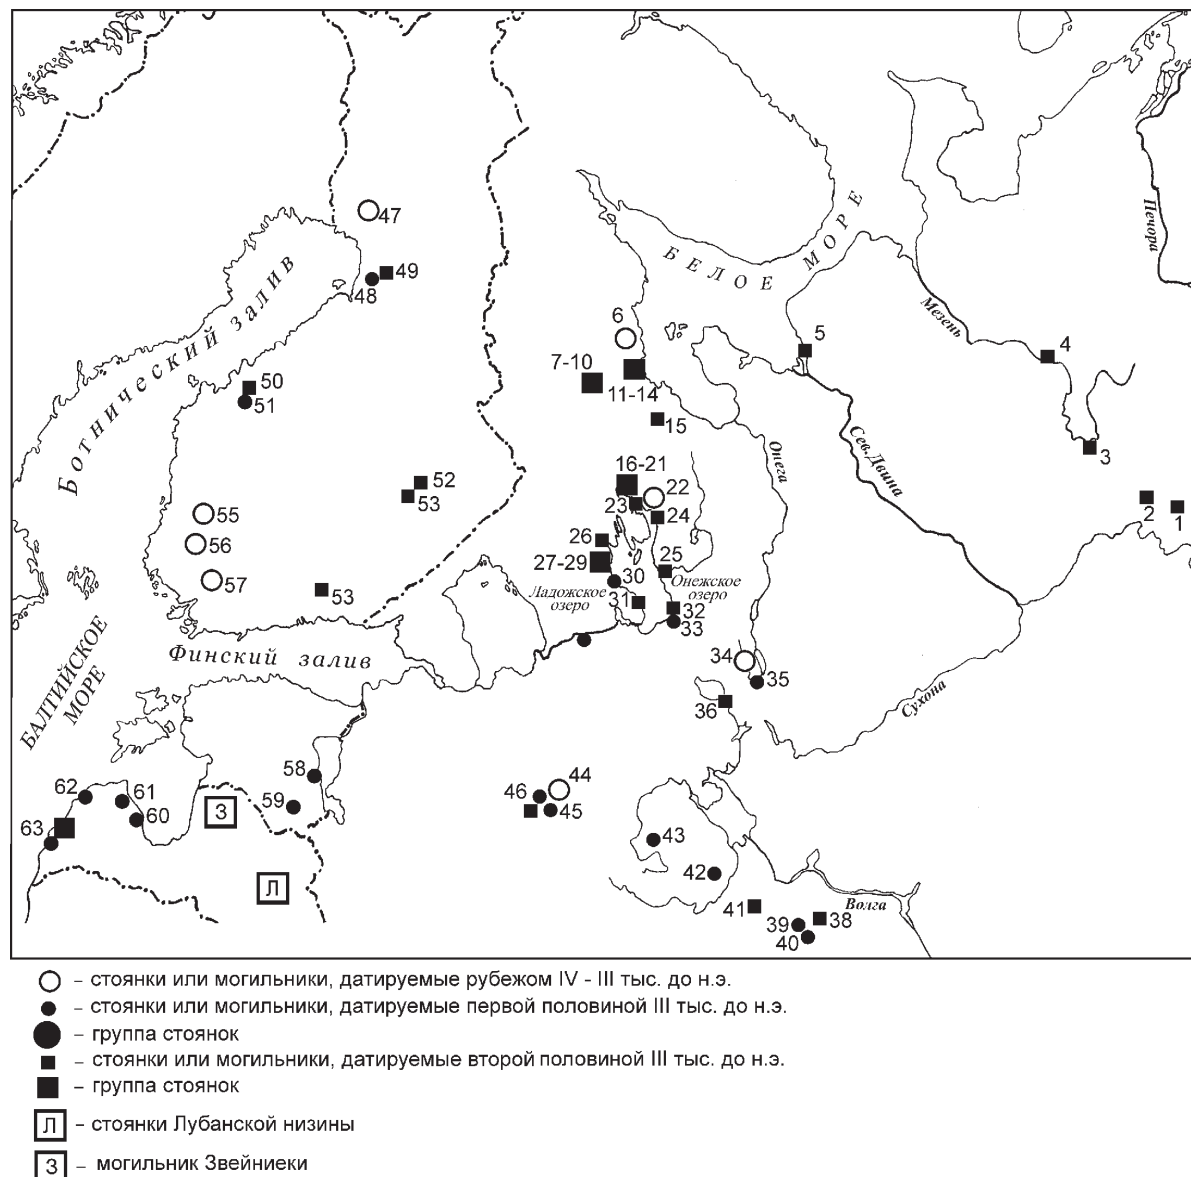 47
Печора
49
48
БЕЛОЕ МОРЕ
Ботнический залив
Мезень
6
5
4
7-10
11-14
50
51
15
3
Онега
Сев.Двина
52
53
16-21
22
23
24
2
1
55
56
57
26
27-29
25
30
Ладожское
озеро
Онежское
озеро
53
31
32
33
Финский залив
34
35
36
Сухона
БАЛТИЙСКОЕ
МОРЕ
58
59
62
61
60
З
63
Л
44
46
45
43
42
41
Волга
39
38
40
– стоянки или могильники, датируемые рубежом IV - III тыс. до н.э.
– стоянки или могильники, датируемые первой половиной III тыс. до н.э.
– группа стоянок
– стоянки или могильники, датируемые второй половиной III тыс. до н.э.
– группа стоянок
Л – стоянки Лубанской низины
З – могильник Звейниеки